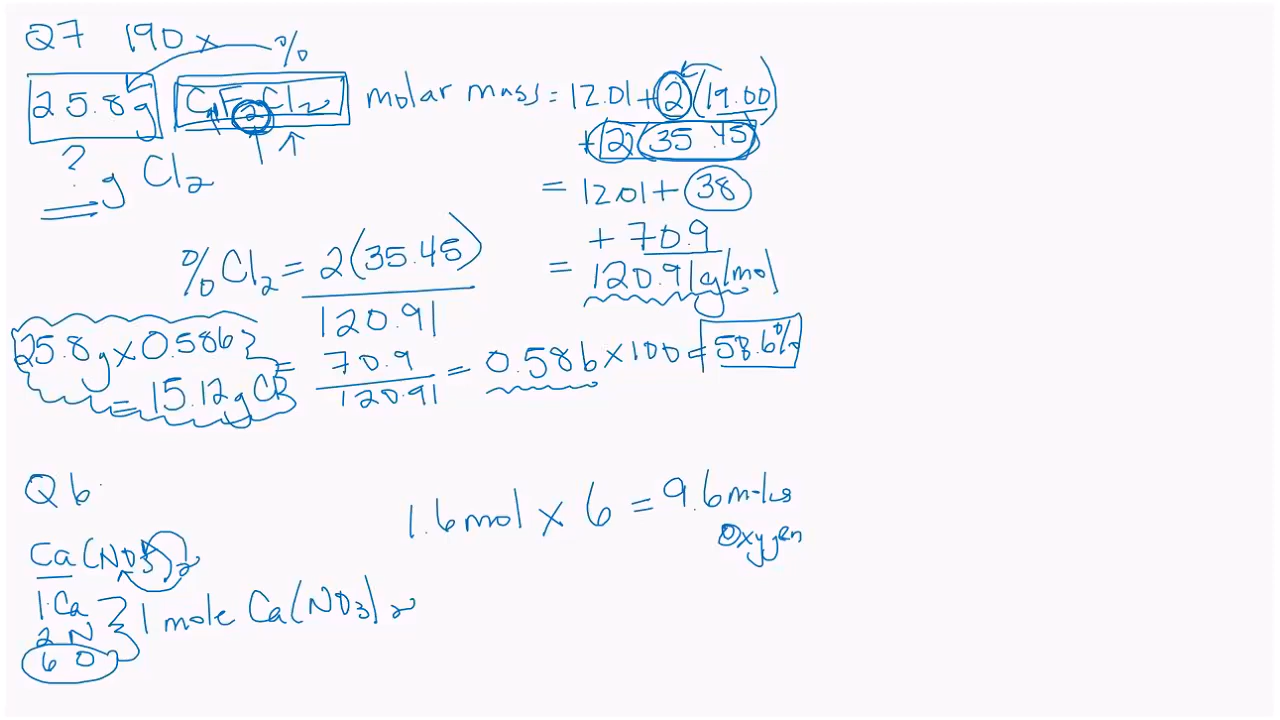 Q7 190 x %
25.8g C1F2Cl2 molar mass = 12.01 + 2(19.00)
+ 2(35.45)
? g Cl2
= 12.01 + 38
+ 70.9
= 120.91 g/mol
% Cl2 = 2(35.45)
120.91
25.8g x 0.586
= 15.12g Cl2
= 70.9
120.91
= 0.586 x 100 = 58.6%
Q6
1.6 mol x 6 = 9.6 moles
Oxygen
Ca(NO3)2
1 Ca
2 N
6 O
1 mole Ca(NO3)2